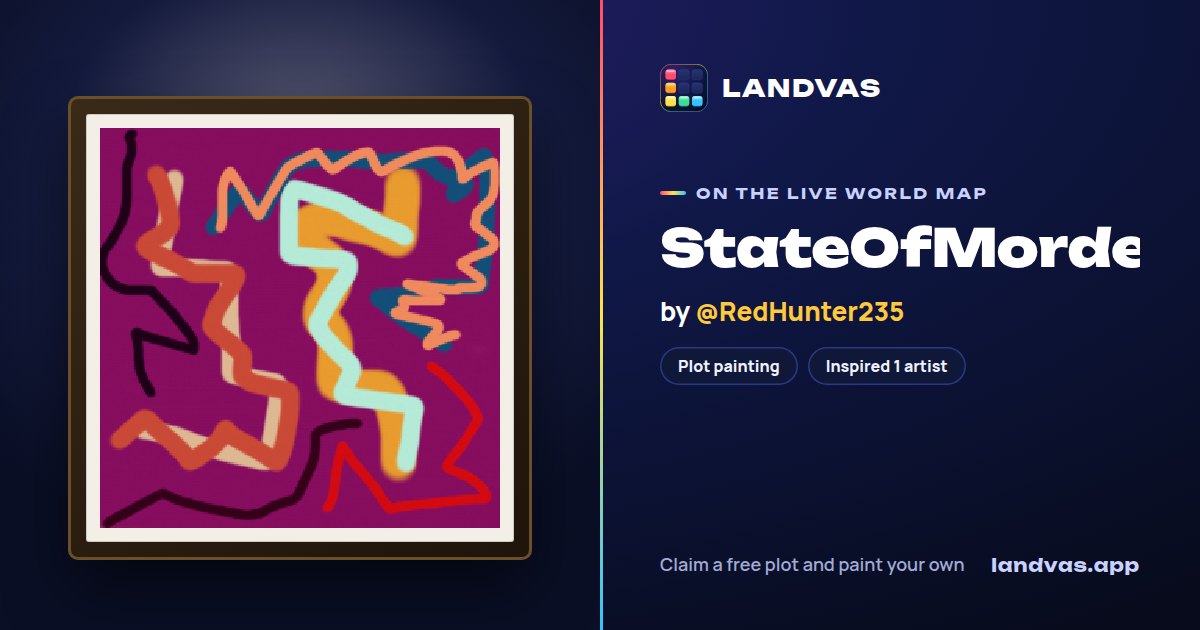 LANDVAS
ON THE LIVE WORLD MAP
StateOfMorde
by @RedHunter235
Plot painting
Inspired 1 artist
Claim a free plot and paint your own
landvas.app